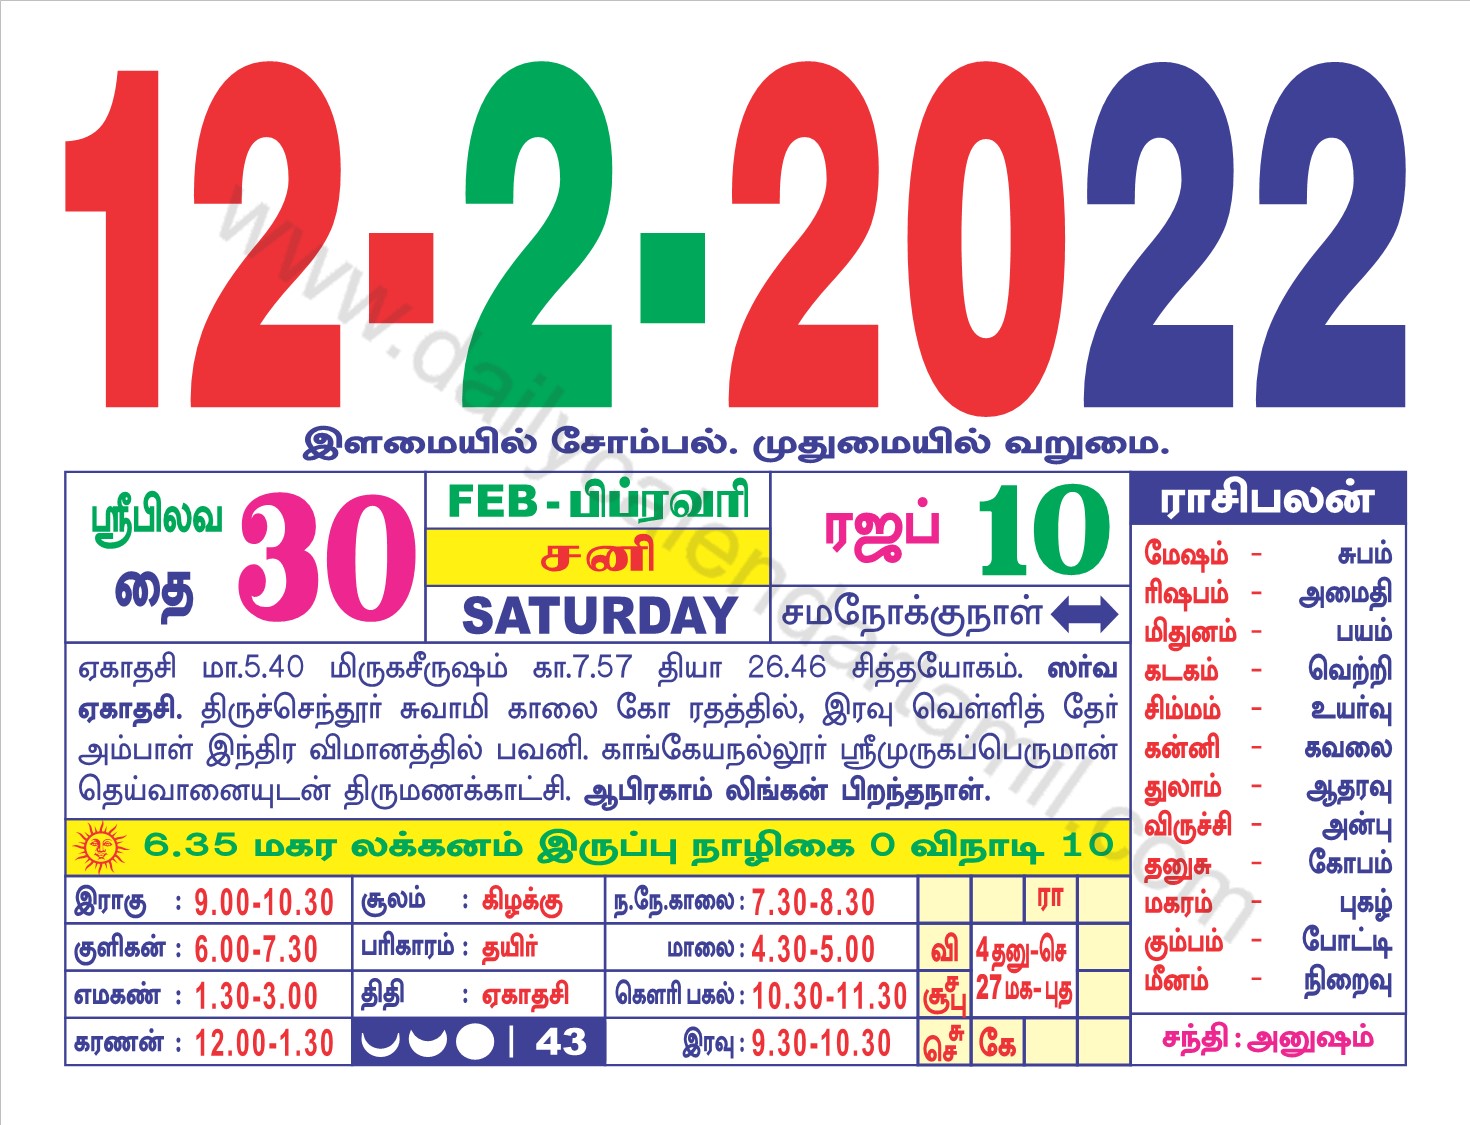 12-2-2022
இளமையில் சோம்பல். முதுமையில் வறுமை.
ஸ்ரீபிலவ
தை
30
FEB - பிப்ரவரி
சனி
SATURDAY
ரஜப் 10
சமநோக்குநாள்
ஏகாதசி மா.5.40 மிருகசீருஷம் கா.7.57 தியா 26.46 சித்தயோகம். ஸர்வ
ஏகாதசி. திருச்செந்தூர் சுவாமி காலை கோ ரதத்தில், இரவு வெள்ளித் தேர்
அம்பாள் இந்திர விமானத்தில் பவனி. காங்கேயநல்லூர் ஸ்ரீமுருகப்பெருமான்
தெய்வானையுடன் திருமணக்காட்சி. ஆபிரகாம் லிங்கன் பிறந்தநாள்.
6.35 மகர லக்கனம் இருப்பு நாழிகை 0 விநாடி 10
இராகு : 9.00-10.30
குளிகன் : 6.00-7.30
எமகண் : 1.30-3.00
கரணன் : 12.00-1.30
சூலம் : கிழக்கு
பரிகாரம் : தயிர்
திதி : ஏகாதசி
| 43
ந.நே.காலை : 7.30-8.30
மாலை : 4.30-5.00
கௌரி பகல் : 10.30-11.30
இரவு : 9.30-10.30
ரா
வி
4தனு-செ
27மக-புத
சூ சபு
செ சு
கே
ராசிபலன்
மேஷம் - சுபம்
ரிஷபம் - அமைதி
மிதுனம் - பயம்
கடகம் - வெற்றி
சிம்மம் - உயர்வு
கன்னி - கவலை
துலாம் - ஆதரவு
விருச்சி - அன்பு
தனுசு - கோபம்
மகரம் - புகழ்
கும்பம் - போட்டி
மீனம் - நிறைவு
சந்தி : அனுஷம்
www.dailycalendartamil.com